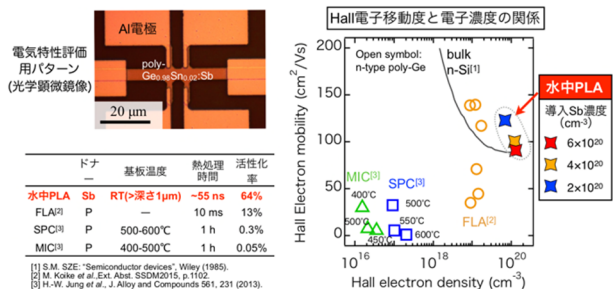 Al電極
電気特性評価
用パターン
(光学顕微鏡像)
poly-
Ge0.98Sn0.02:Sb
20 μm
ドナー
基板温度
熱処理時間
活性化率
水中PLA Sb RT(>深さ1μm) ~55 ns 64%
FLA[2] P — 10 ms 13%
SPC[3] P 500-600℃ 1 h 0.3%
MIC[3] P 400-500℃ 1 h 0.05%
[1] S.M. SZE: "Semiconductor devices", Wiley (1985).
[2] M. Koike et al.,Ext. Abst. SSDM2015, p.1102.
[3] H.-W. Jung et al., J. Alloy and Compounds 561, 231 (2013).
Hall電子移動度と電子濃度の関係
Hall Electron mobility (cm2/Vs)
200
150
100
50
0
Open symbol:
n-type poly-Ge
bulk
n-Si[1]
MIC[3]
400℃
500℃
450℃
SPC[3]
500℃
550℃
600℃
FLA[2]
1016
1018
1020
Hall electron density (cm-3)
水中PLA
導入Sb濃度
(cm-3)
6×1020
4×1020
2×1020